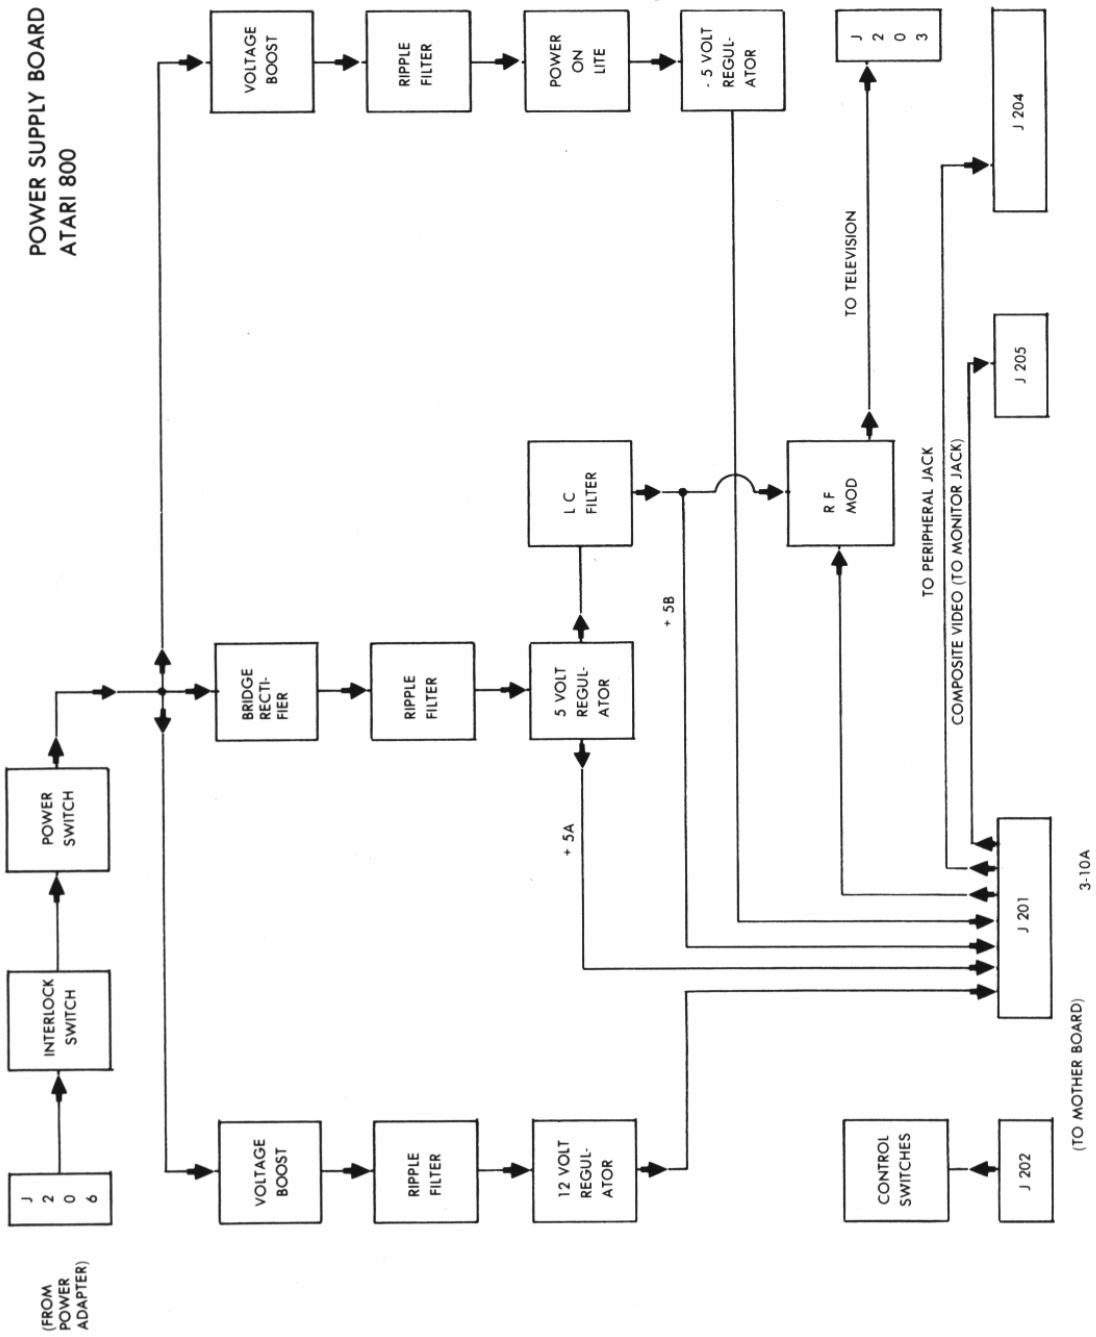 POWER SUPPLY BOARD
ATARI 800
(FROM
POWER
ADAPTER)
J
2
0
6
INTERLOCK
SWITCH
POWER
SWITCH
VOLTAGE
BOOST
RIPPLE
FILTER
12 VOLT
REGUL-
ATOR
BRIDGE
RECTI-
FIER
RIPPLE
FILTER
5 VOLT
REGUL-
ATOR
L C
FILTER
VOLTAGE
BOOST
RIPPLE
FILTER
POWER
ON
LITE
- 5 VOLT
REGUL-
ATOR
+ 5A
+ 5B
R F
MOD
TO TELEVISION
J
2
0
3
CONTROL
SWITCHES
J 202
J 201
TO PERIPHERAL JACK
COMPOSITE VIDEO (TO MONITOR JACK)
J 205
J 204
(TO MOTHER BOARD)
3-10A